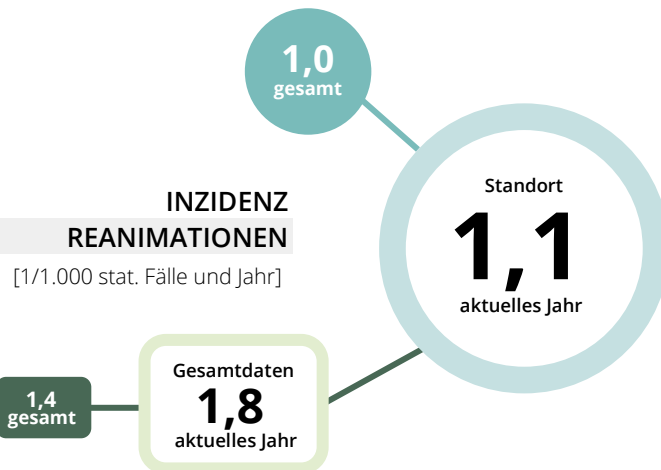 1,0
gesamt
Standort
1,1
aktuelles Jahr
INZIDENZ
REANIMATIONEN
[1/1.000 stat. Fälle und Jahr]
Gesamtdaten
1,8
aktuelles Jahr
1,4
gesamt